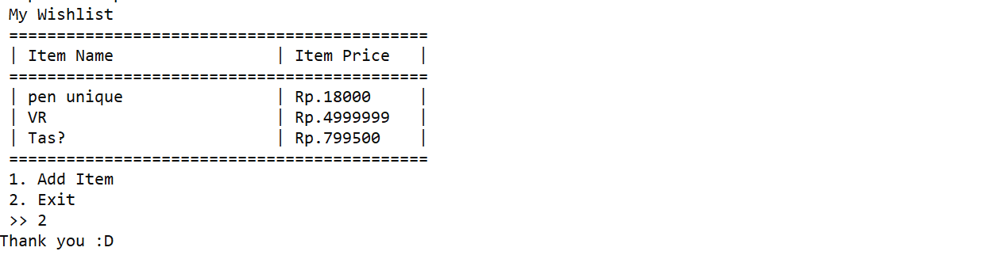 My Wishlist
============================================
| Item Name                 | Item Price   |
============================================
| pen unique                | Rp.18000     |
| VR                        | Rp.4999999   |
| Tas?                      | Rp.799500    |
============================================
1. Add Item
2. Exit
>> 2
Thank you :D